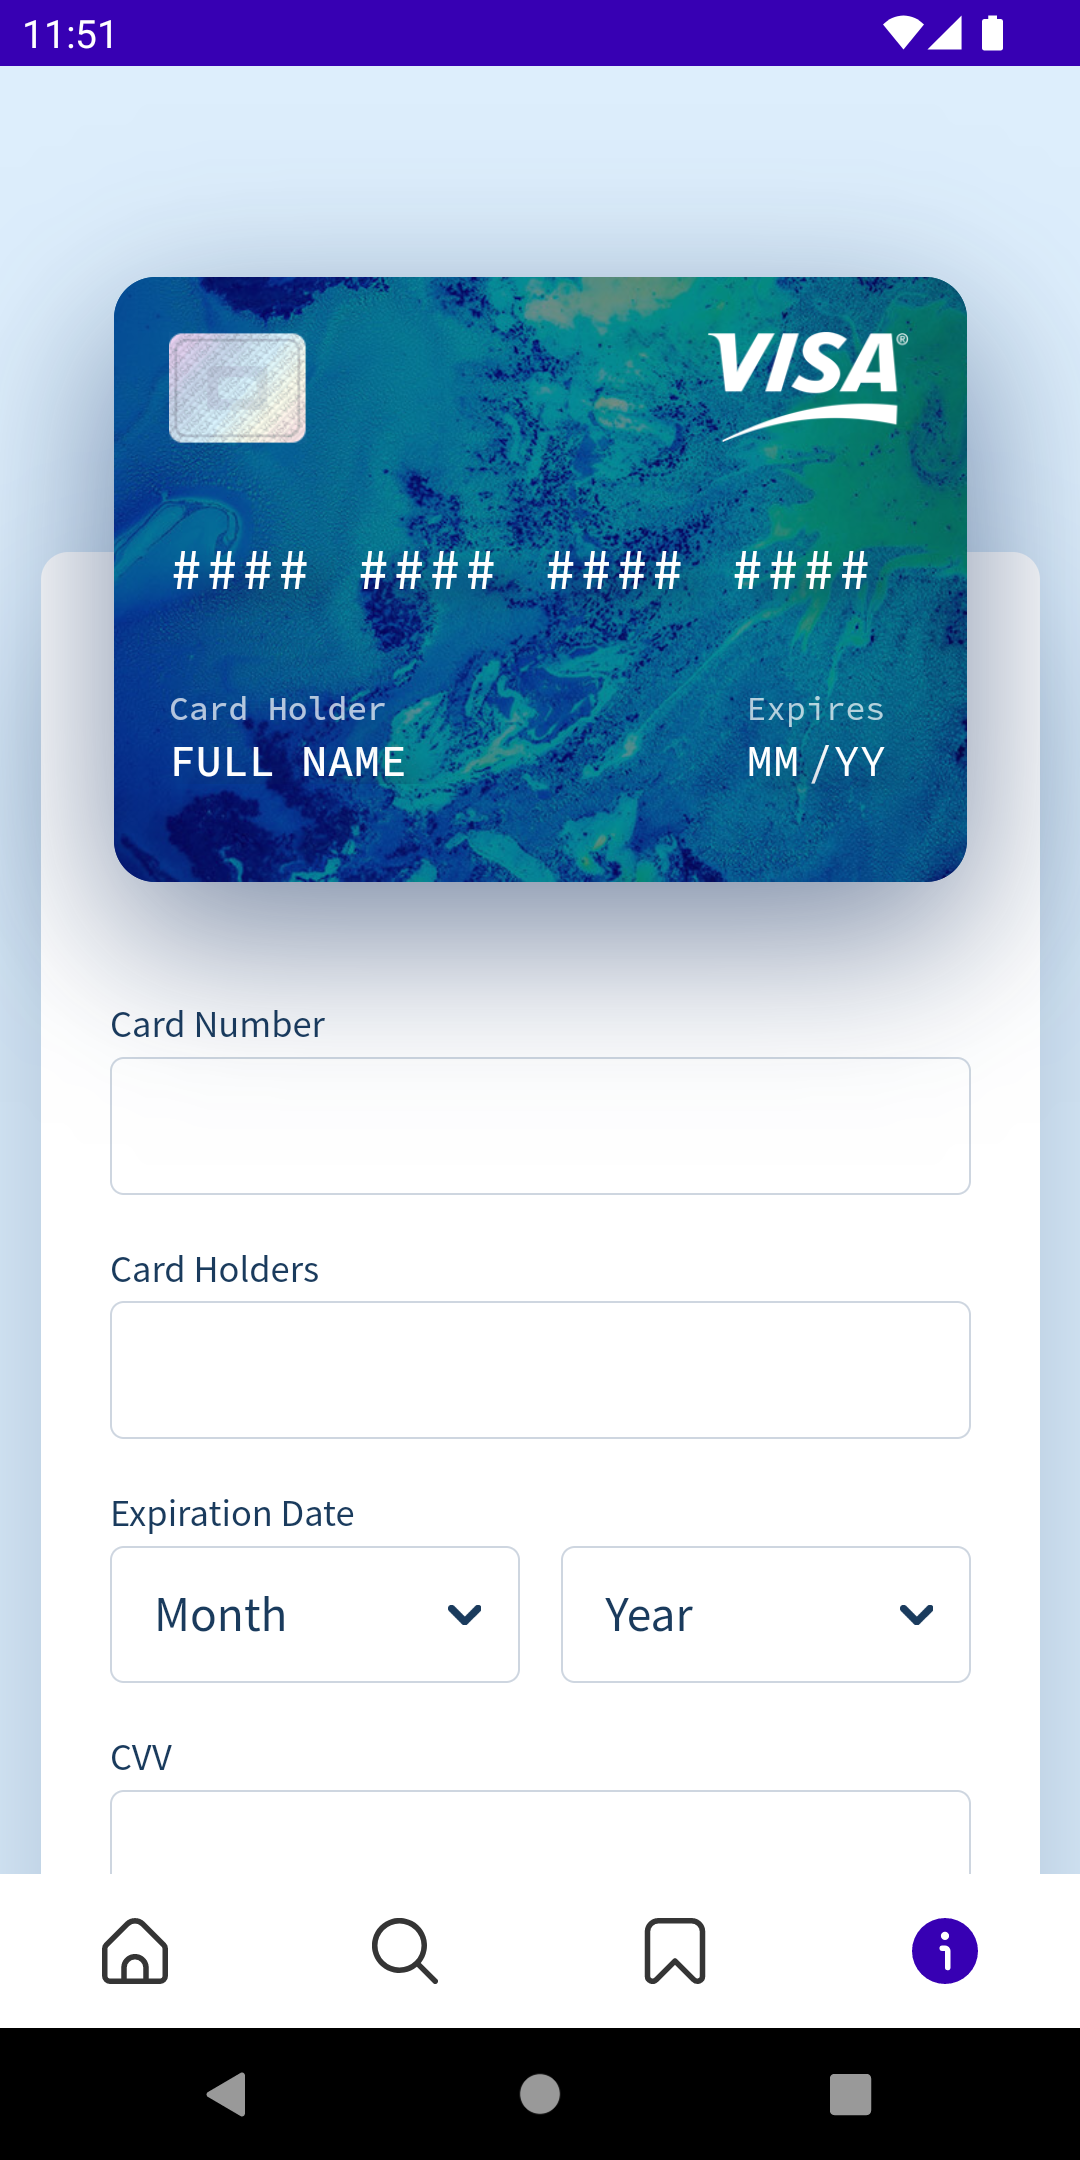 11:51
VISA®
#### #### #### ####
Card Holder Expires
FULL NAME MM/YY
Card Number
Card Holders
Expiration Date
Month Year
CVV